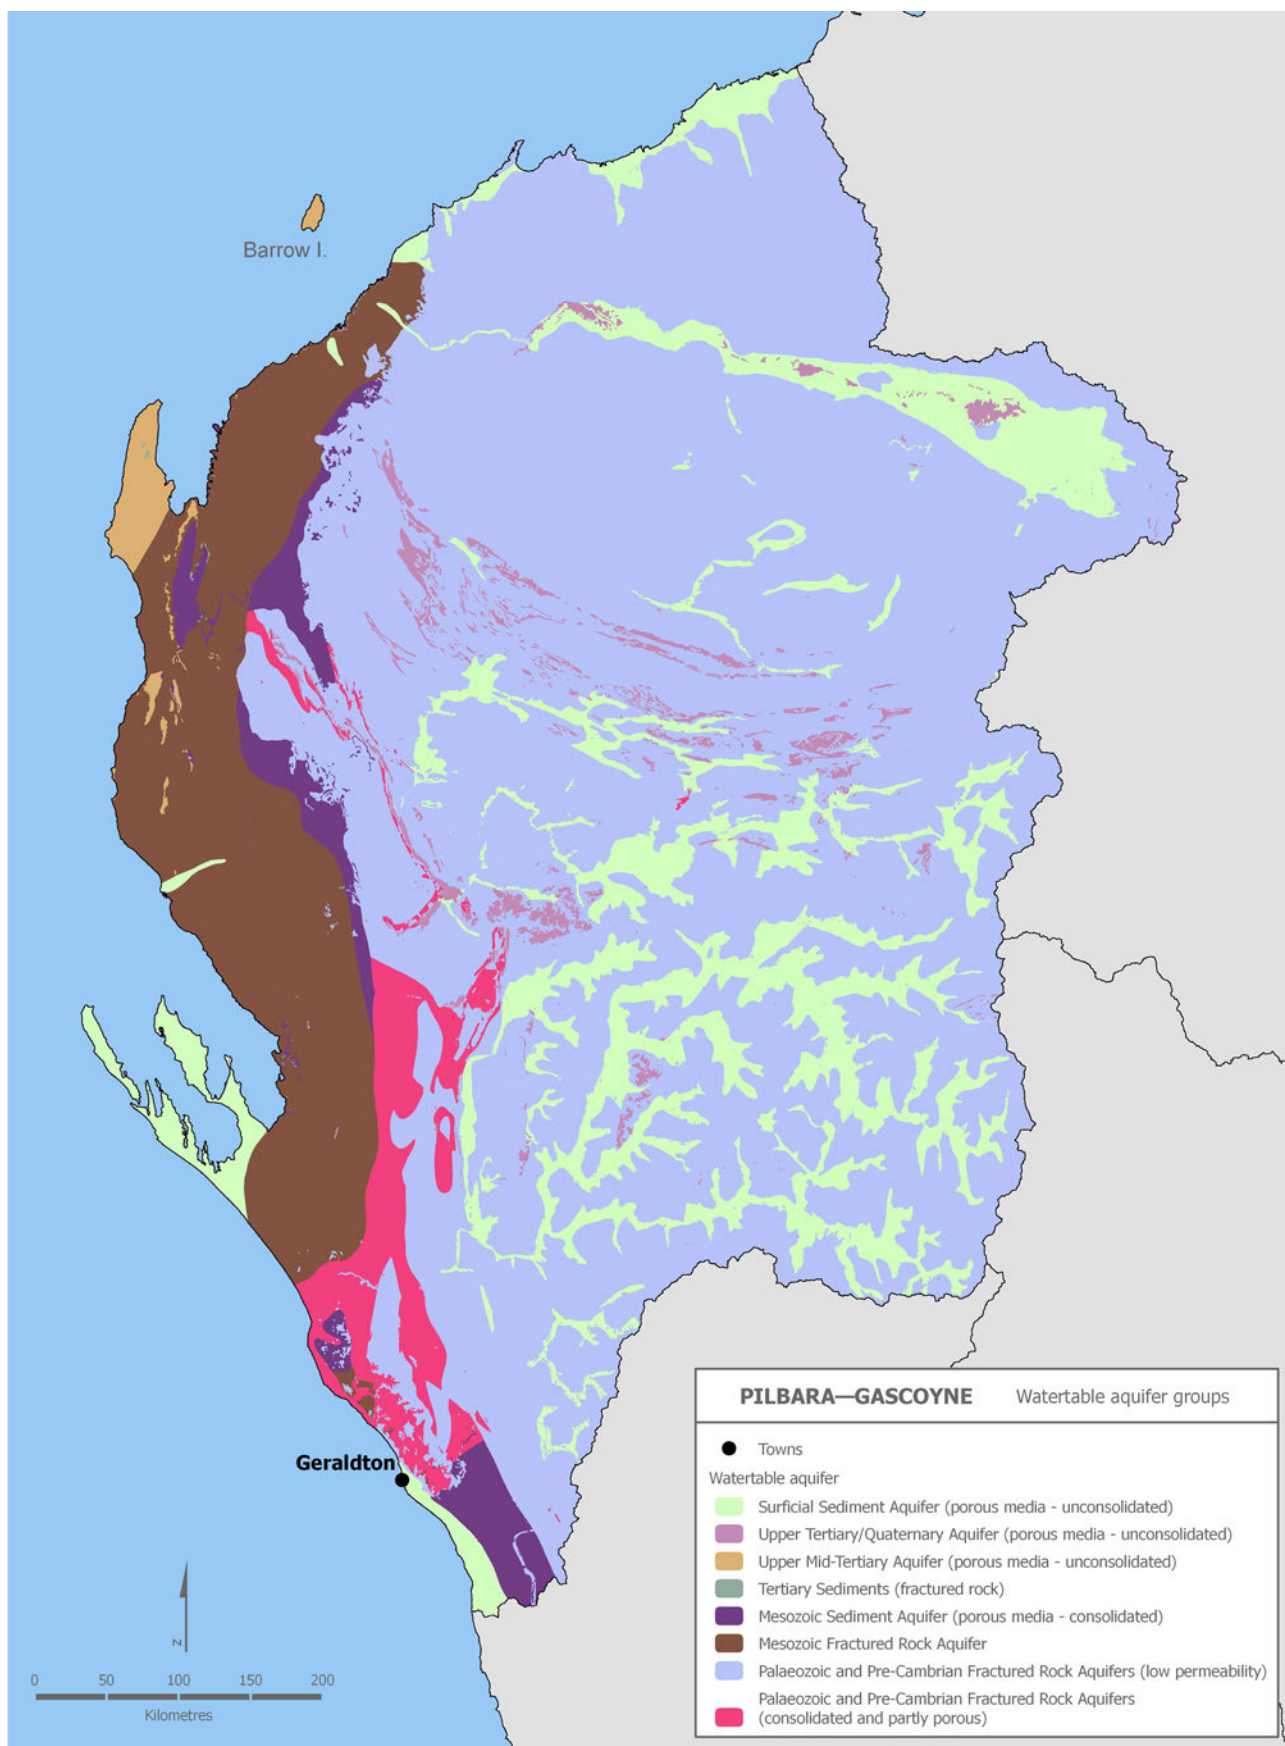 Barrow I.
Geraldton
PILBARA—GASCOYNE Watertable aquifer groups
Towns
Watertable aquifer
Surficial Sediment Aquifer (porous media - unconsolidated)
Upper Tertiary/Quaternary Aquifer (porous media - unconsolidated)
Upper Mid-Tertiary Aquifer (porous media - unconsolidated)
Tertiary Sediments (fractured rock)
Mesozoic Sediment Aquifer (porous media - consolidated)
Mesozoic Fractured Rock Aquifer
Palaeozoic and Pre-Cambrian Fractured Rock Aquifers (low permeability)
Palaeozoic and Pre-Cambrian Fractured Rock Aquifers
(consolidated and partly porous)
N
0 50 100 150 200
Kilometres